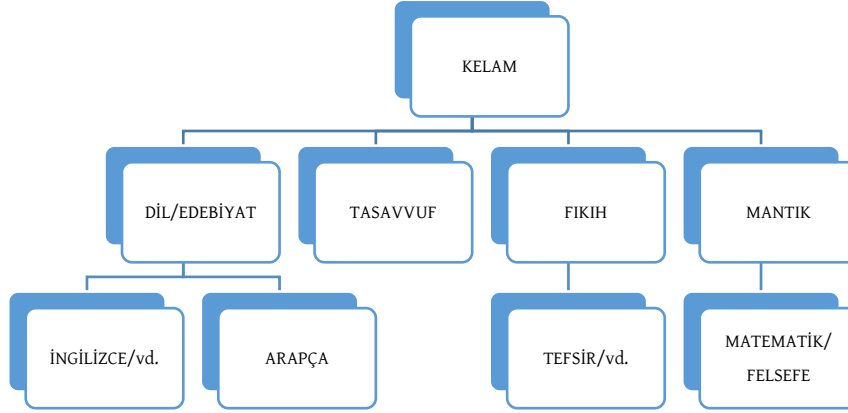 KELAM
DİL/EDEBİYAT
TASAVVUF
FIKIH
MANTIK
İNGİLİZCE/vd.
ARAPÇA
TEFSİR/vd.
MATEMATİK/
FELSEFE